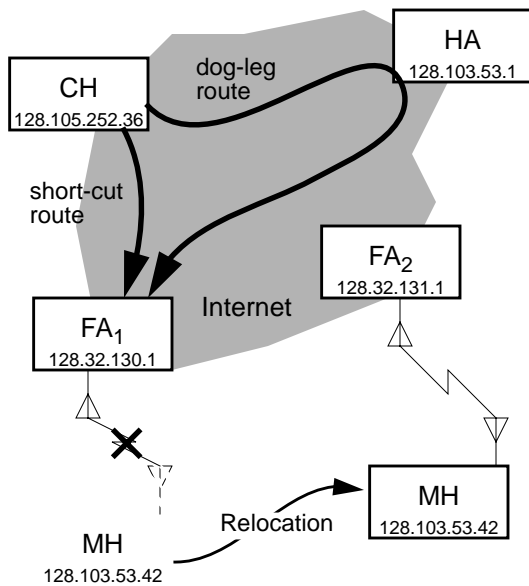 HA
128.103.53.1
dog-leg
route
CH
128.105.252.36
short-cut
route
FA2
128.32.131.1
Internet
FA1
128.32.130.1
MH
128.103.53.42
Relocation
MH
128.103.53.42